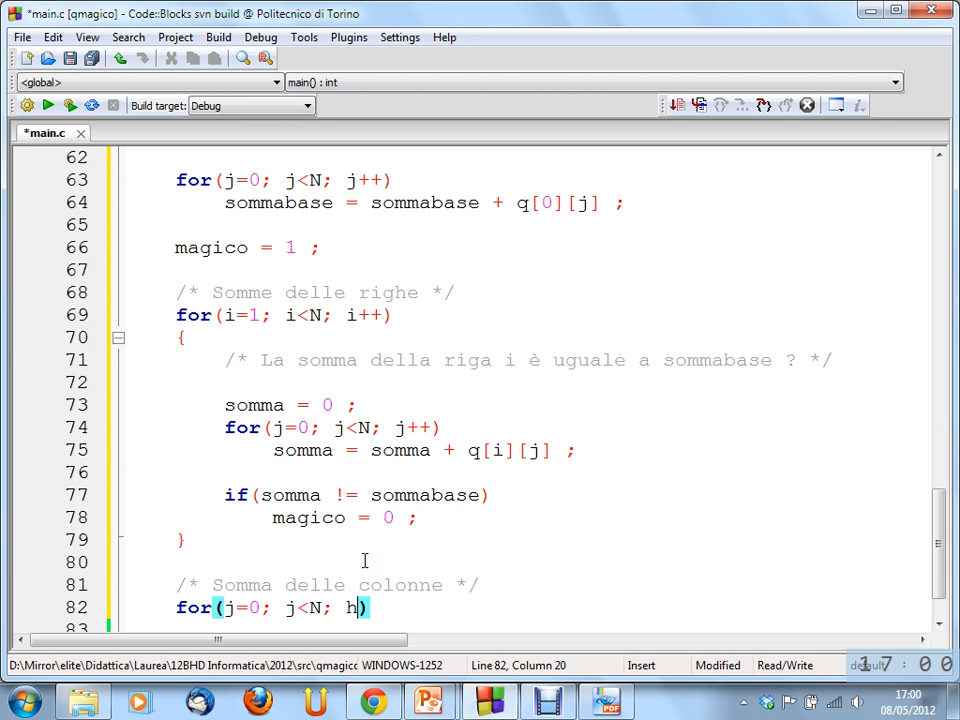 *main.c [qmagico] - Code::Blocks svn build @ Politecnico di Torino
File Edit View Search Project Build Debug Tools Plugins Settings Help
<global> main() : int
Build target: Debug
*main.c
62
63 for(j=0; j<N; j++)
64 sommabase = sommabase + q[0][j] ;
65
66 magico = 1 ;
67
68 /* Somme delle righe */
69 for(i=1; i<N; i++)
70 {
71 /* La somma della riga i è uguale a sommabase ? */
72
73 somma = 0 ;
74 for(j=0; j<N; j++)
75 somma = somma + q[i][j] ;
76
77 if(somma != sommabase)
78 magico = 0 ;
79 }
80
81 /* Somma delle colonne */
82 for(j=0; j<N; h)
83
D:\Mirror\elite\Didattica\Laurea\12BHD Informatica\2012\src\qmagico WINDOWS-1252 Line 82, Column 20 Insert Modified Read/Write default
17:00
17:00
08/05/2012